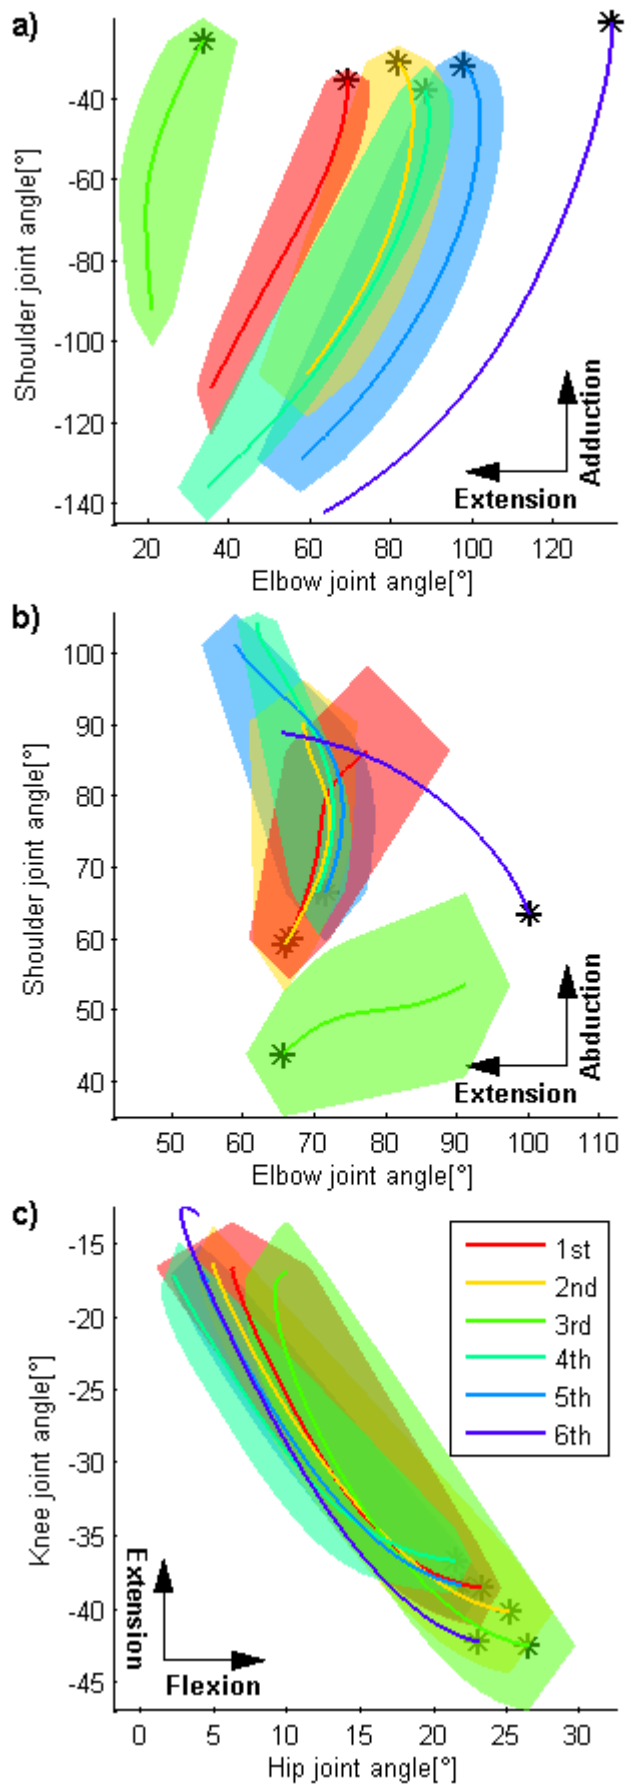 a)
-40
-60
-80
-100
-120
-140
Shoulder joint angle[°]
Adduction
Extension
20 40 60 80 100 120
Elbow joint angle[°]
b)
100
90
80
70
60
50
40
Shoulder joint angle[°]
Abduction
Extension
50 60 70 80 90 100 110
Elbow joint angle[°]
c)
-15
-20
-25
-30
-35
-40
-45
Knee joint angle[°]
1st
2nd
3rd
4th
5th
6th
Extension
Flexion
0 5 10 15 20 25 30
Hip joint angle[°]